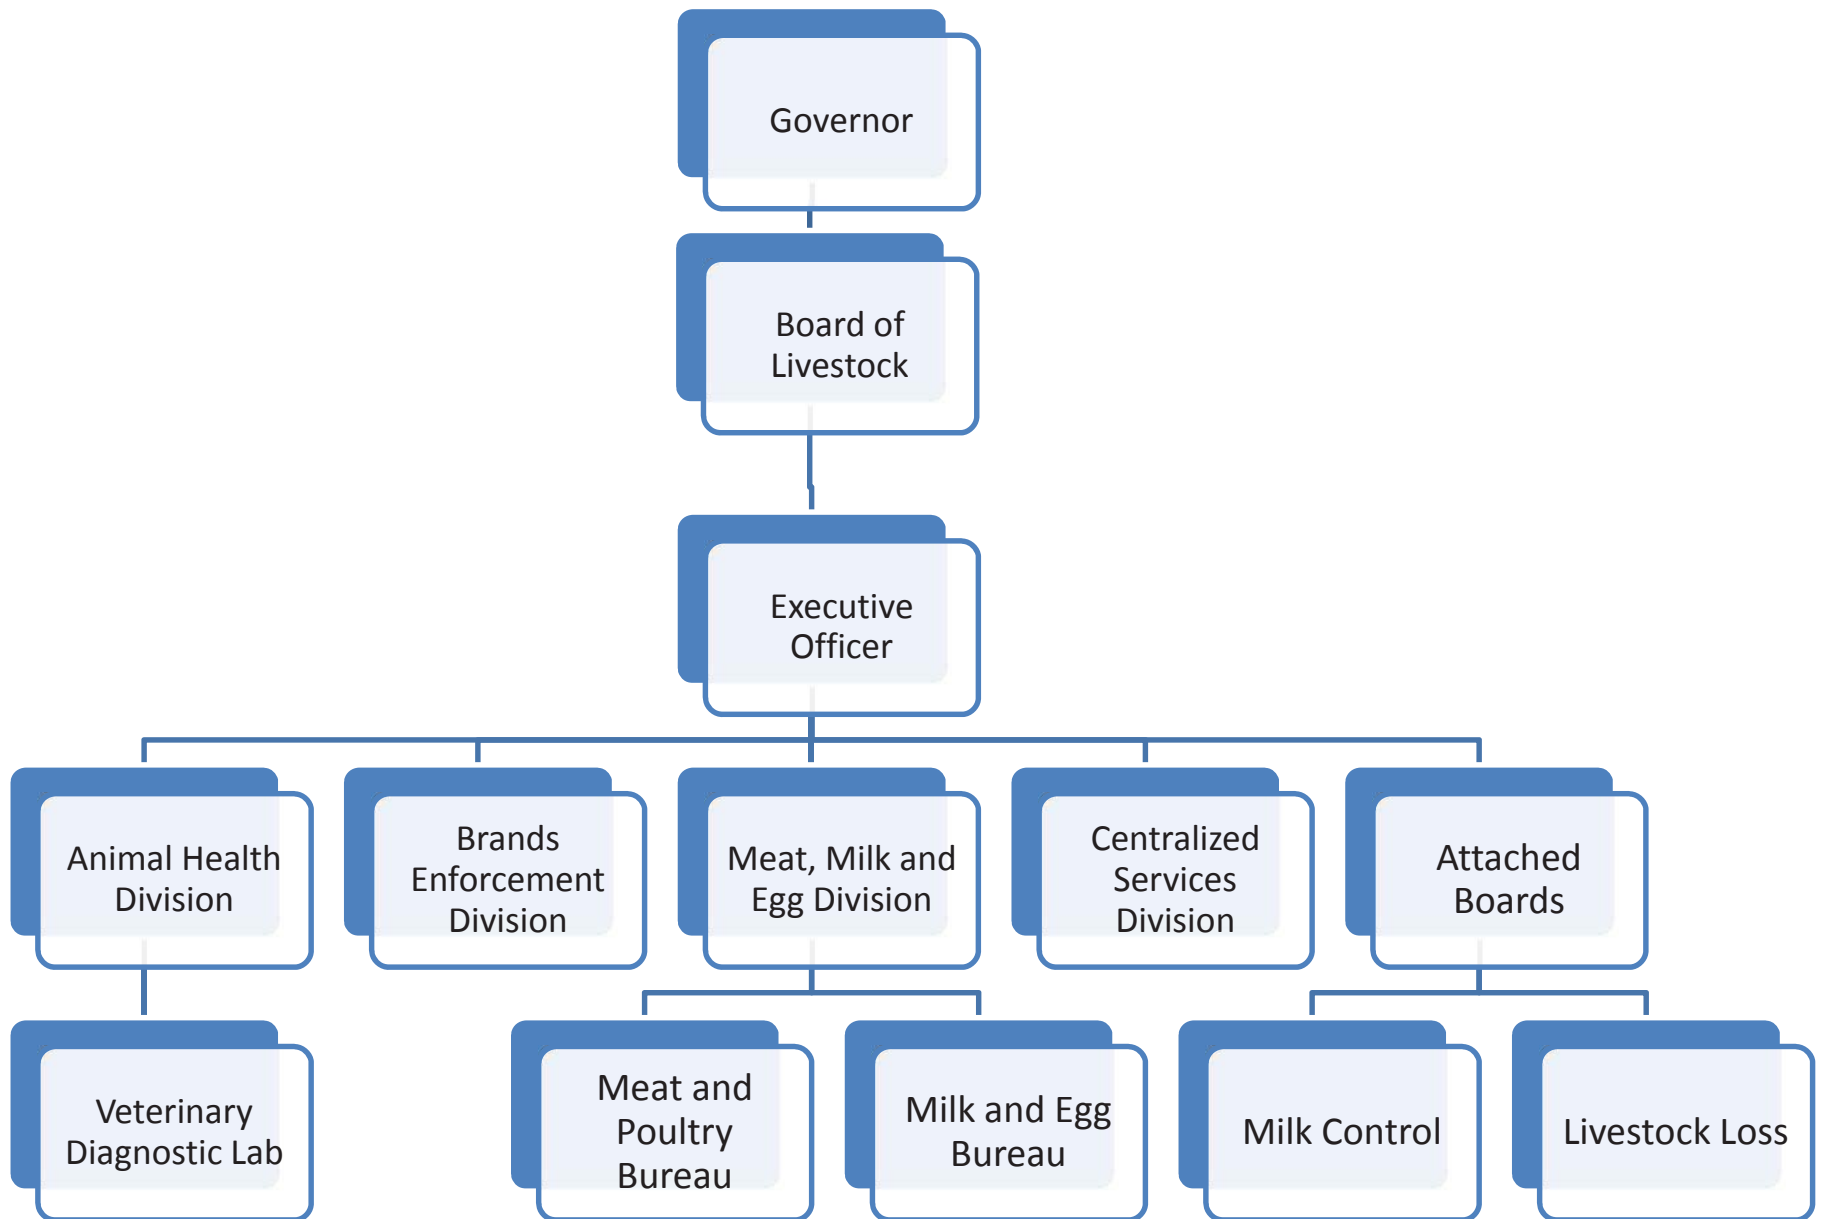 Governor
Board of
Livestock
Executive
Officer
Animal Health
Division
Brands
Enforcement
Division
Meat, Milk and
Egg Division
Centralized
Services
Division
Attached
Boards
Veterinary
Diagnostic Lab
Meat and
Poultry
Bureau
Milk and Egg
Bureau
Milk Control
Livestock Loss